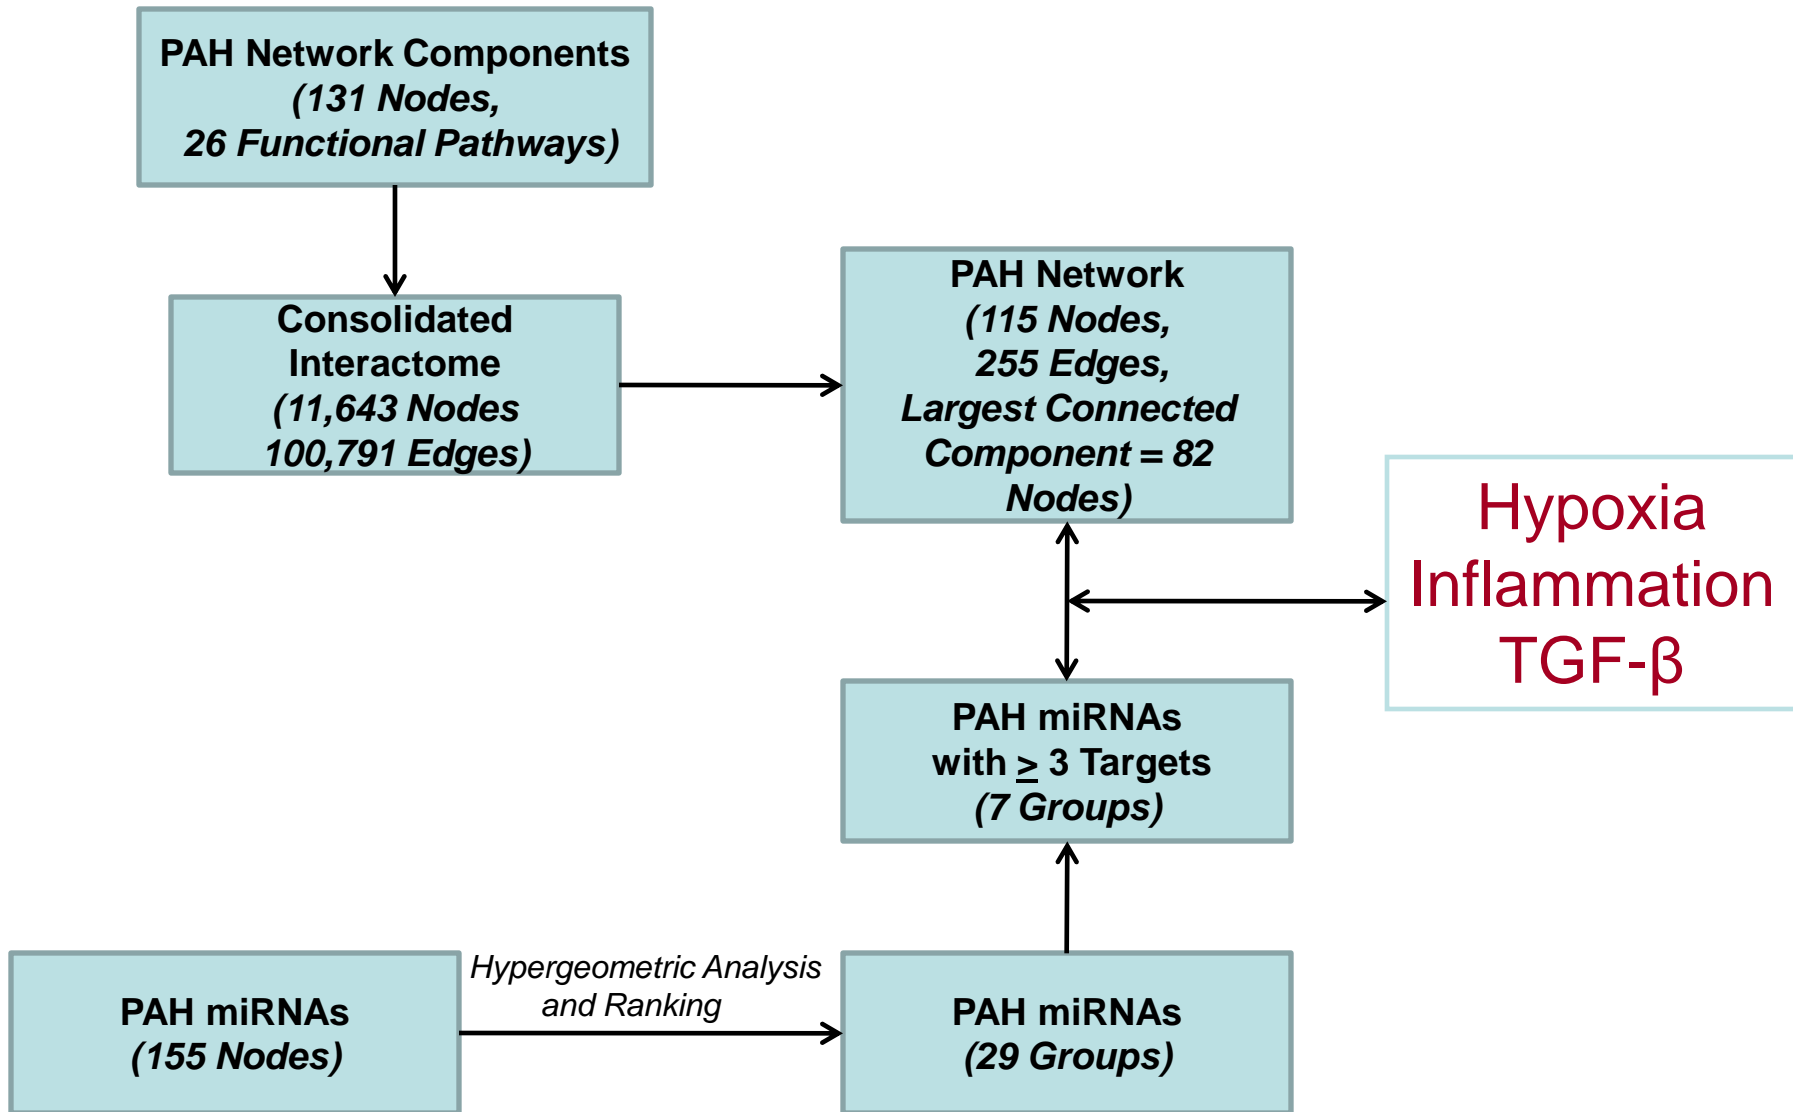 PAH Network Components
(131 Nodes,
26 Functional Pathways)
Consolidated
Interactome
(11,643 Nodes
100,791 Edges)
PAH Network
(115 Nodes,
255 Edges,
Largest Connected
Component = 82
Nodes)
Hypoxia
Inflammation
TGF-β
PAH miRNAs
with ≥ 3 Targets
(7 Groups)
PAH miRNAs
(155 Nodes)
Hypergeometric Analysis
and Ranking
PAH miRNAs
(29 Groups)